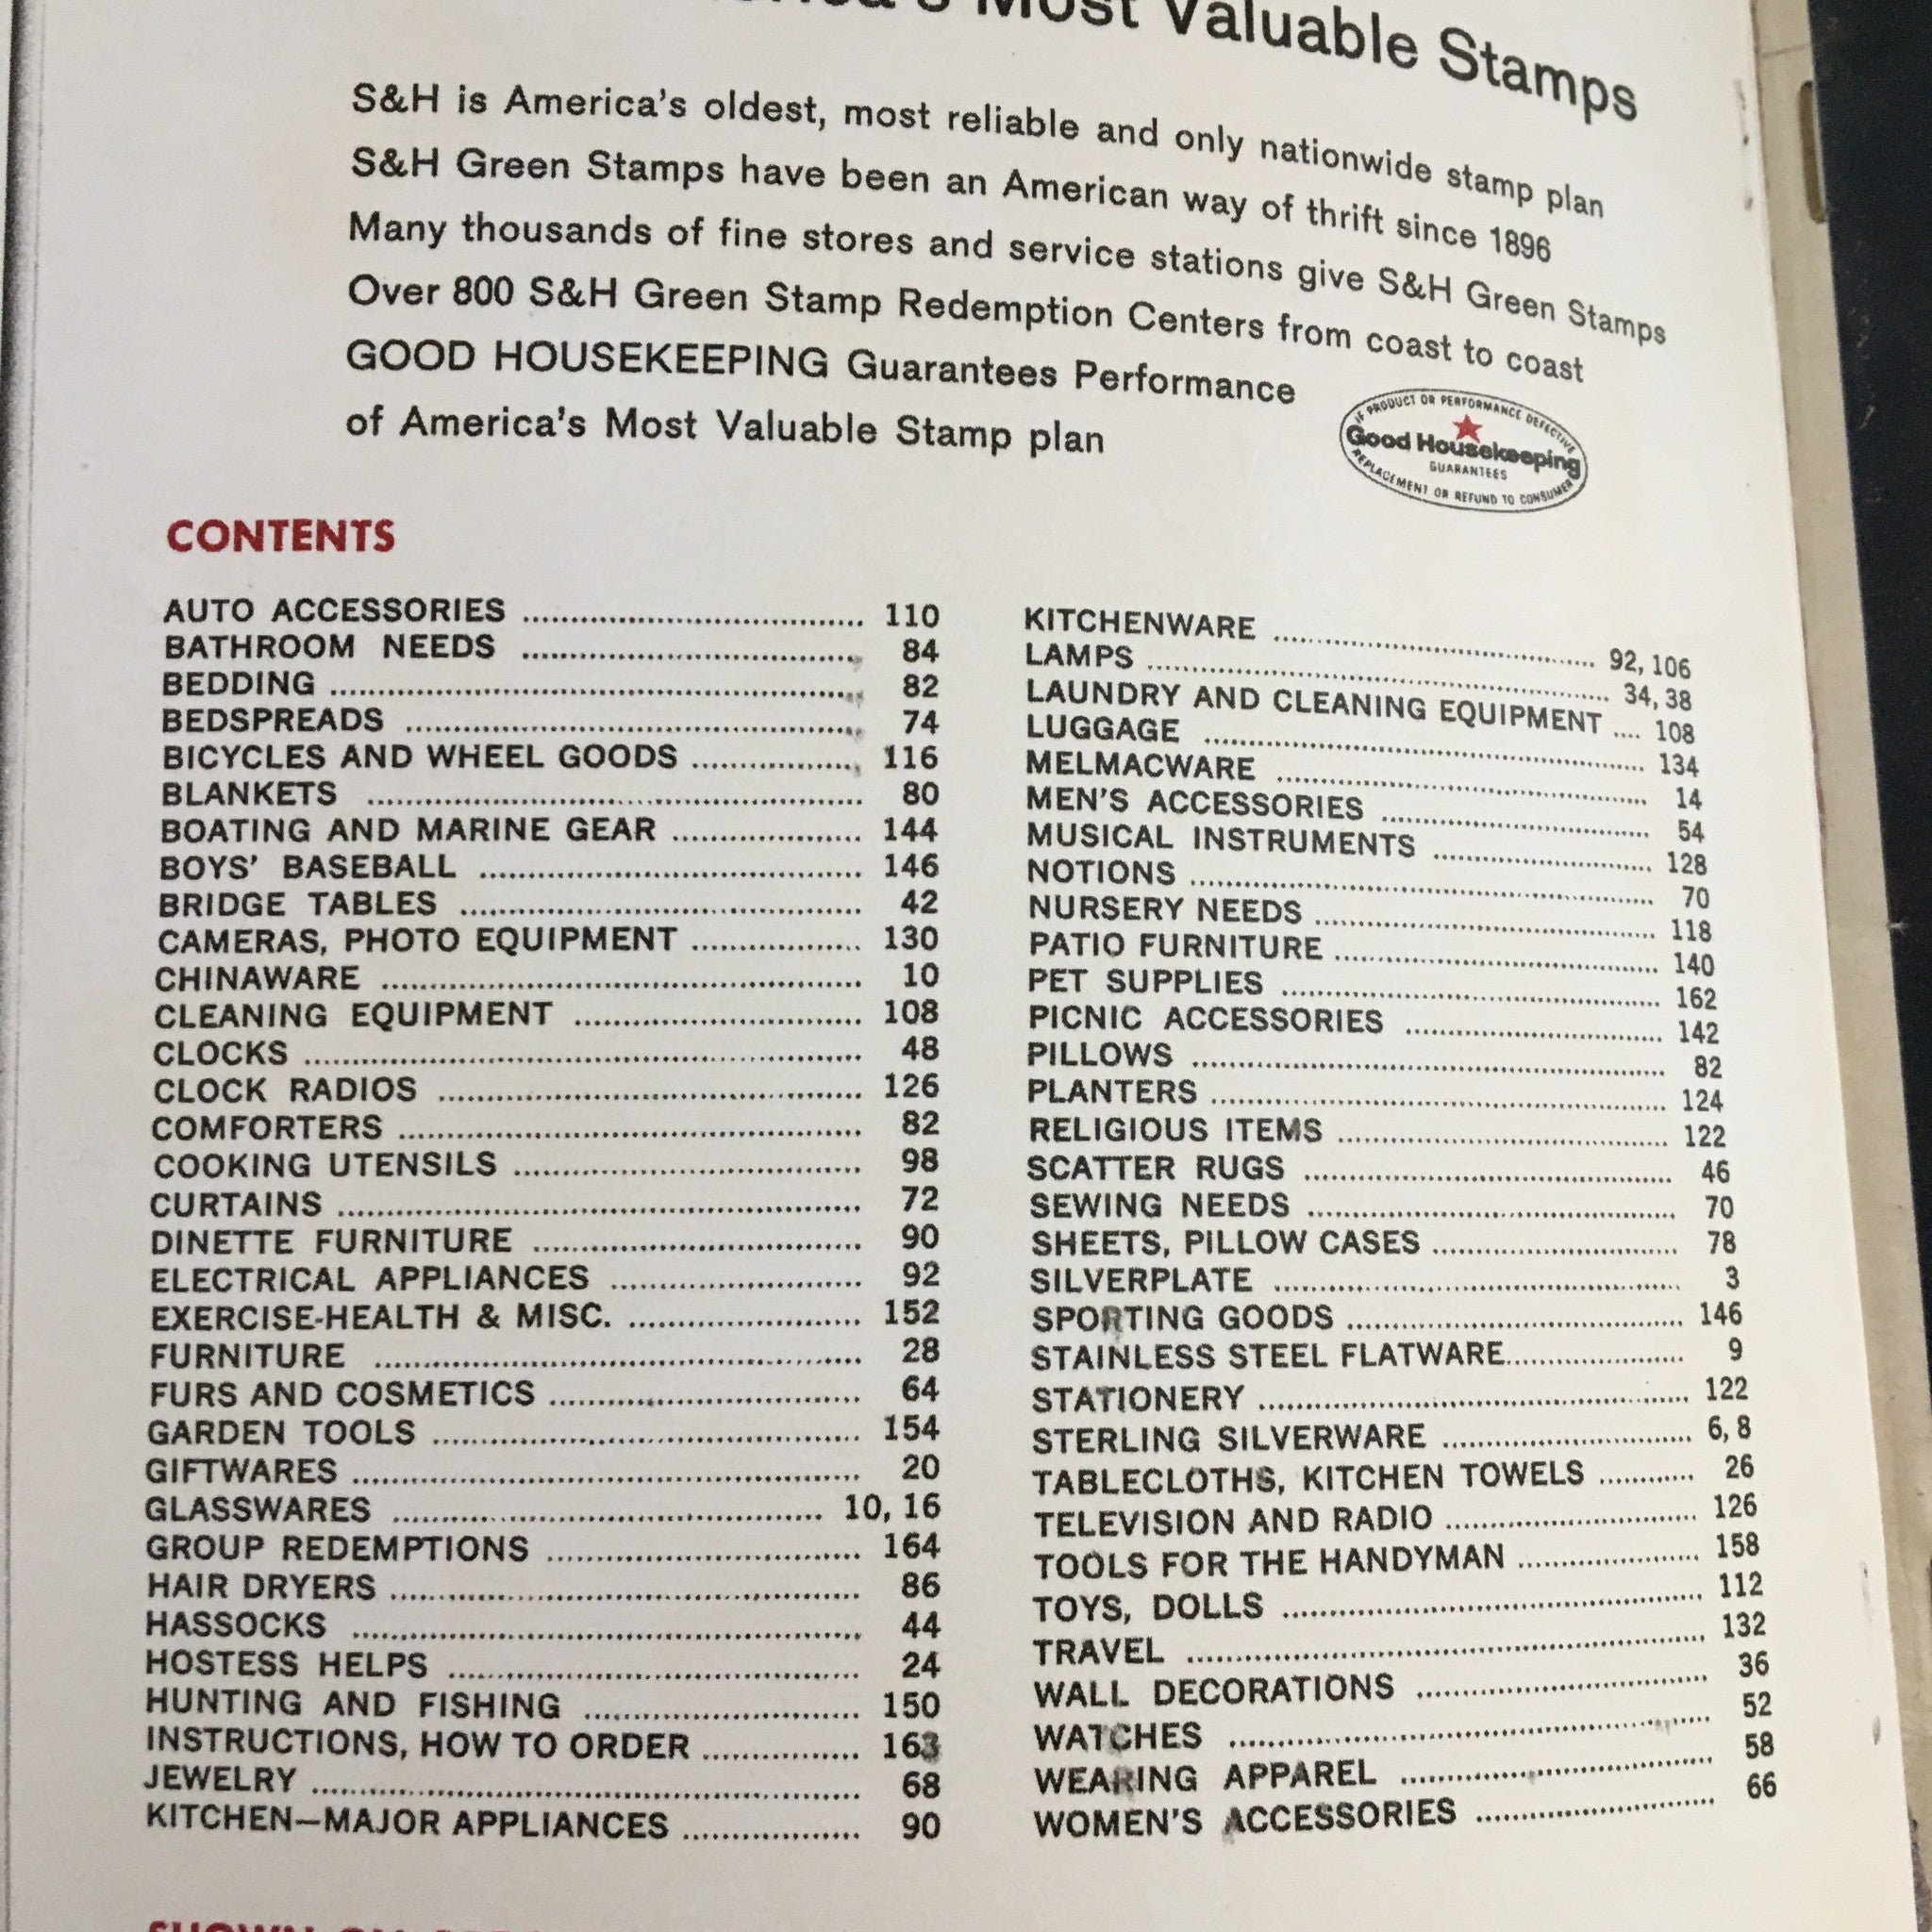 Most Valuable Stamps
S&H is America's oldest, most reliable and only nationwide stamp plan
S&H Green Stamps have been an American way of thrift since 1896
Many thousands of fine stores and service stations give S&H Green Stamps
Over 800 S&H Green Stamp Redemption Centers from coast to coast
GOOD HOUSEKEEPING Guarantees Performance
of America's Most Valuable Stamp plan
IF PRODUCT OR PERFORMANCE DEFECTIVE
Good Housekeeping
GUARANTEES
REPLACEMENT OR REFUND TO CONSUMER
CONTENTS
AUTO ACCESSORIES 110
BATHROOM NEEDS 84
BEDDING 82
BEDSPREADS 74
BICYCLES AND WHEEL GOODS 116
BLANKETS 80
BOATING AND MARINE GEAR 144
BOYS' BASEBALL 146
BRIDGE TABLES 42
CAMERAS, PHOTO EQUIPMENT 130
CHINAWARE 10
CLEANING EQUIPMENT 108
CLOCKS 48
CLOCK RADIOS 126
COMFORTERS 82
COOKING UTENSILS 98
CURTAINS 72
DINETTE FURNITURE 90
ELECTRICAL APPLIANCES 92
EXERCISE-HEALTH & MISC. 152
FURNITURE 28
FURS AND COSMETICS 64
GARDEN TOOLS 154
GIFTWARES 20
GLASSWARES 10, 16
GROUP REDEMPTIONS 164
HAIR DRYERS 86
HASSOCKS 44
HOSTESS HELPS 24
HUNTING AND FISHING 150
INSTRUCTIONS, HOW TO ORDER 163
JEWELRY 68
KITCHEN—MAJOR APPLIANCES 90
KITCHENWARE 92, 106
LAMPS 34, 38
LAUNDRY AND CLEANING EQUIPMENT 108
LUGGAGE 134
MELMACWARE 14
MEN'S ACCESSORIES 54
MUSICAL INSTRUMENTS 128
NOTIONS 70
NURSERY NEEDS 118
PATIO FURNITURE 140
PET SUPPLIES 162
PICNIC ACCESSORIES 142
PILLOWS 82
PLANTERS 124
RELIGIOUS ITEMS 122
SCATTER RUGS 46
SEWING NEEDS 70
SHEETS, PILLOW CASES 78
SILVERPLATE 3
SPORTING GOODS 146
STAINLESS STEEL FLATWARE 9
STATIONERY 122
STERLING SILVERWARE 6, 8
TABLECLOTHS, KITCHEN TOWELS 26
TELEVISION AND RADIO 126
TOOLS FOR THE HANDYMAN 158
TOYS, DOLLS 112
TRAVEL 132
WALL DECORATIONS 36
WATCHES 52
WEARING APPAREL 58
WOMEN'S ACCESSORIES 66